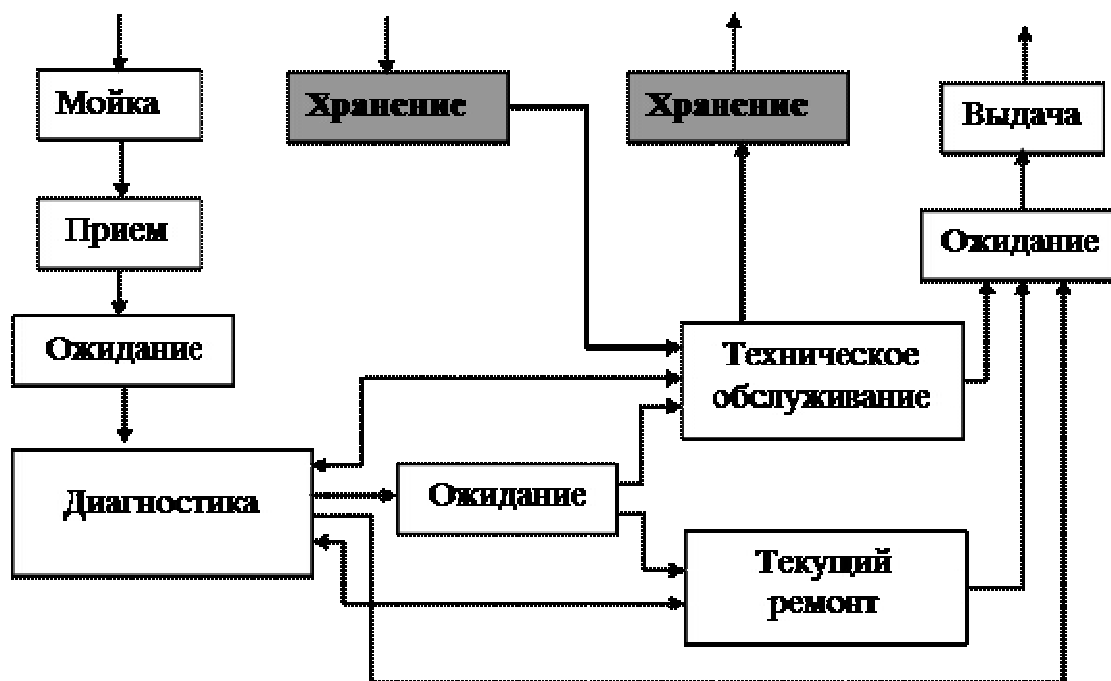 Мойка
Хранение
Хранение
Выдача
Прием
Ожидание
Ожидание
Техническое
обслуживание
Диагностика
Ожидание
Текущий
ремонт